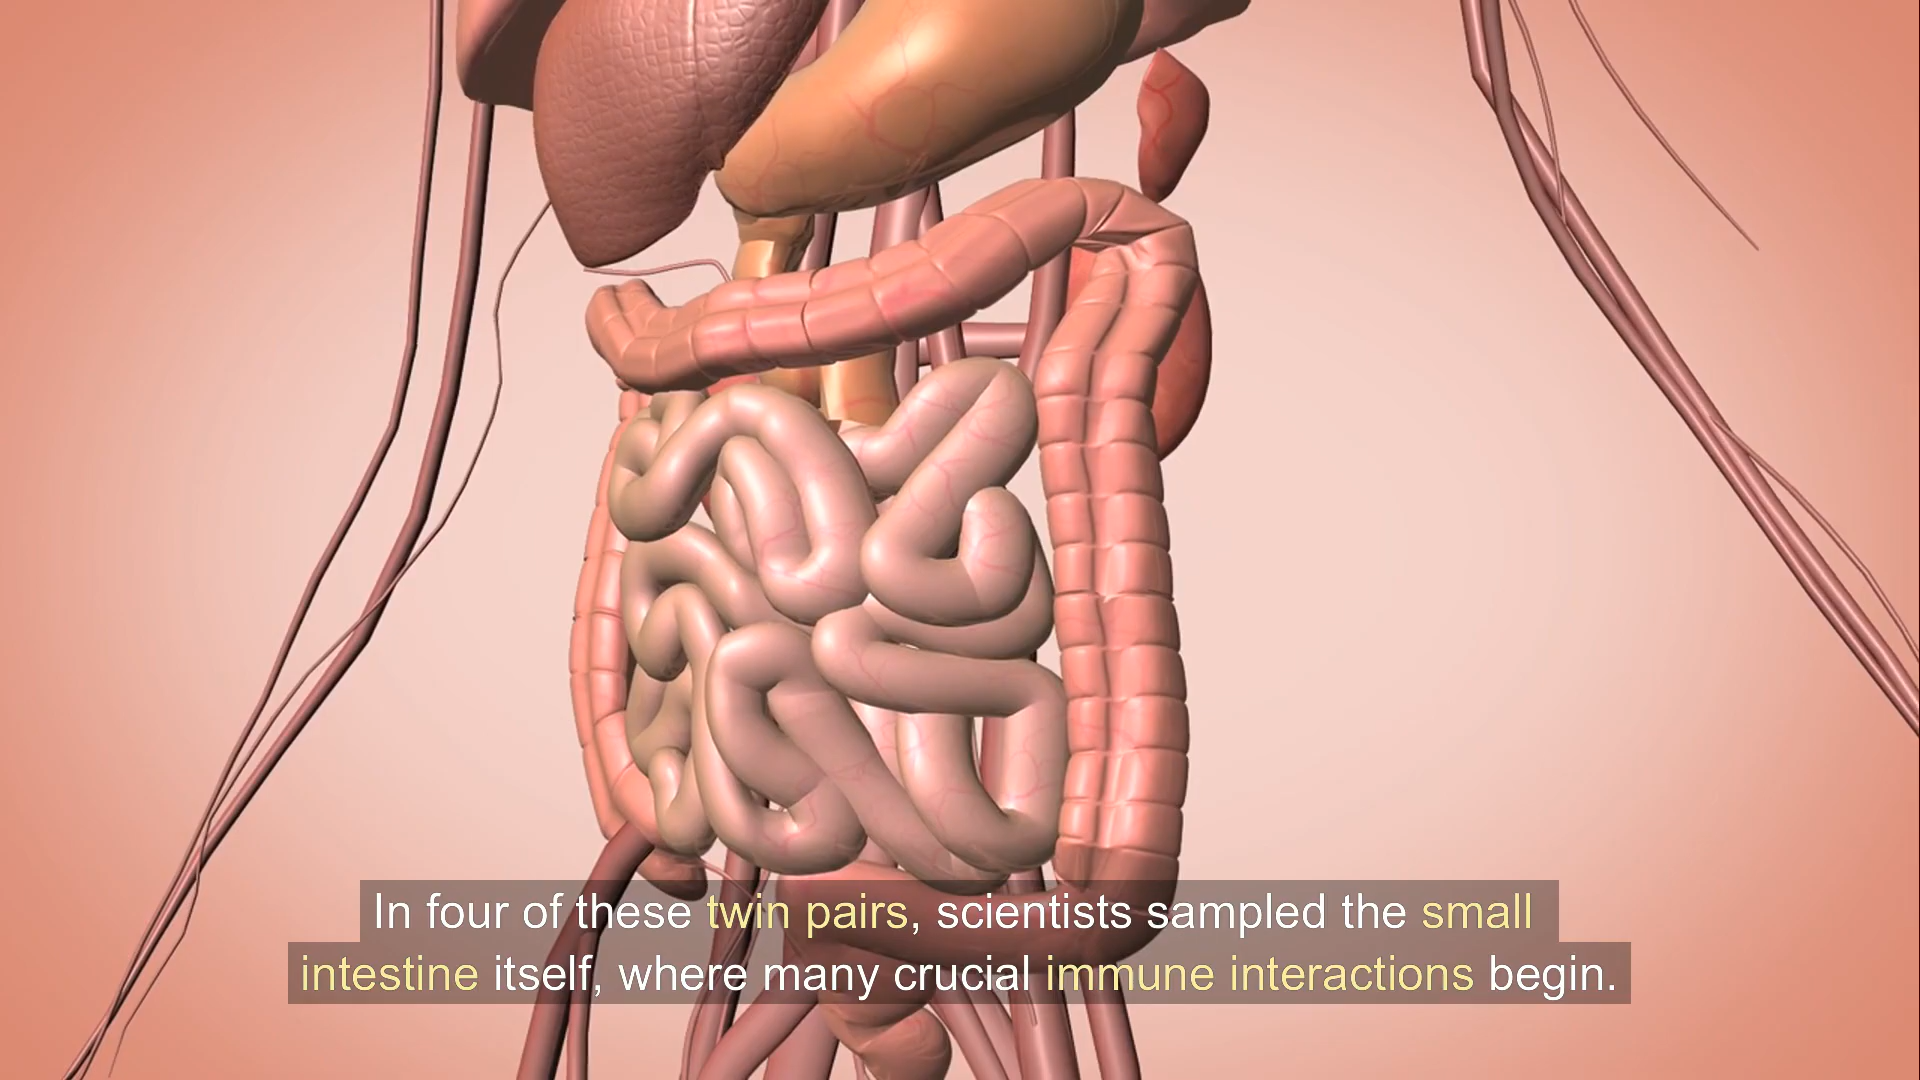 In four of these twin pairs, scientists sampled the small
intestine itself, where many crucial immune interactions begin.